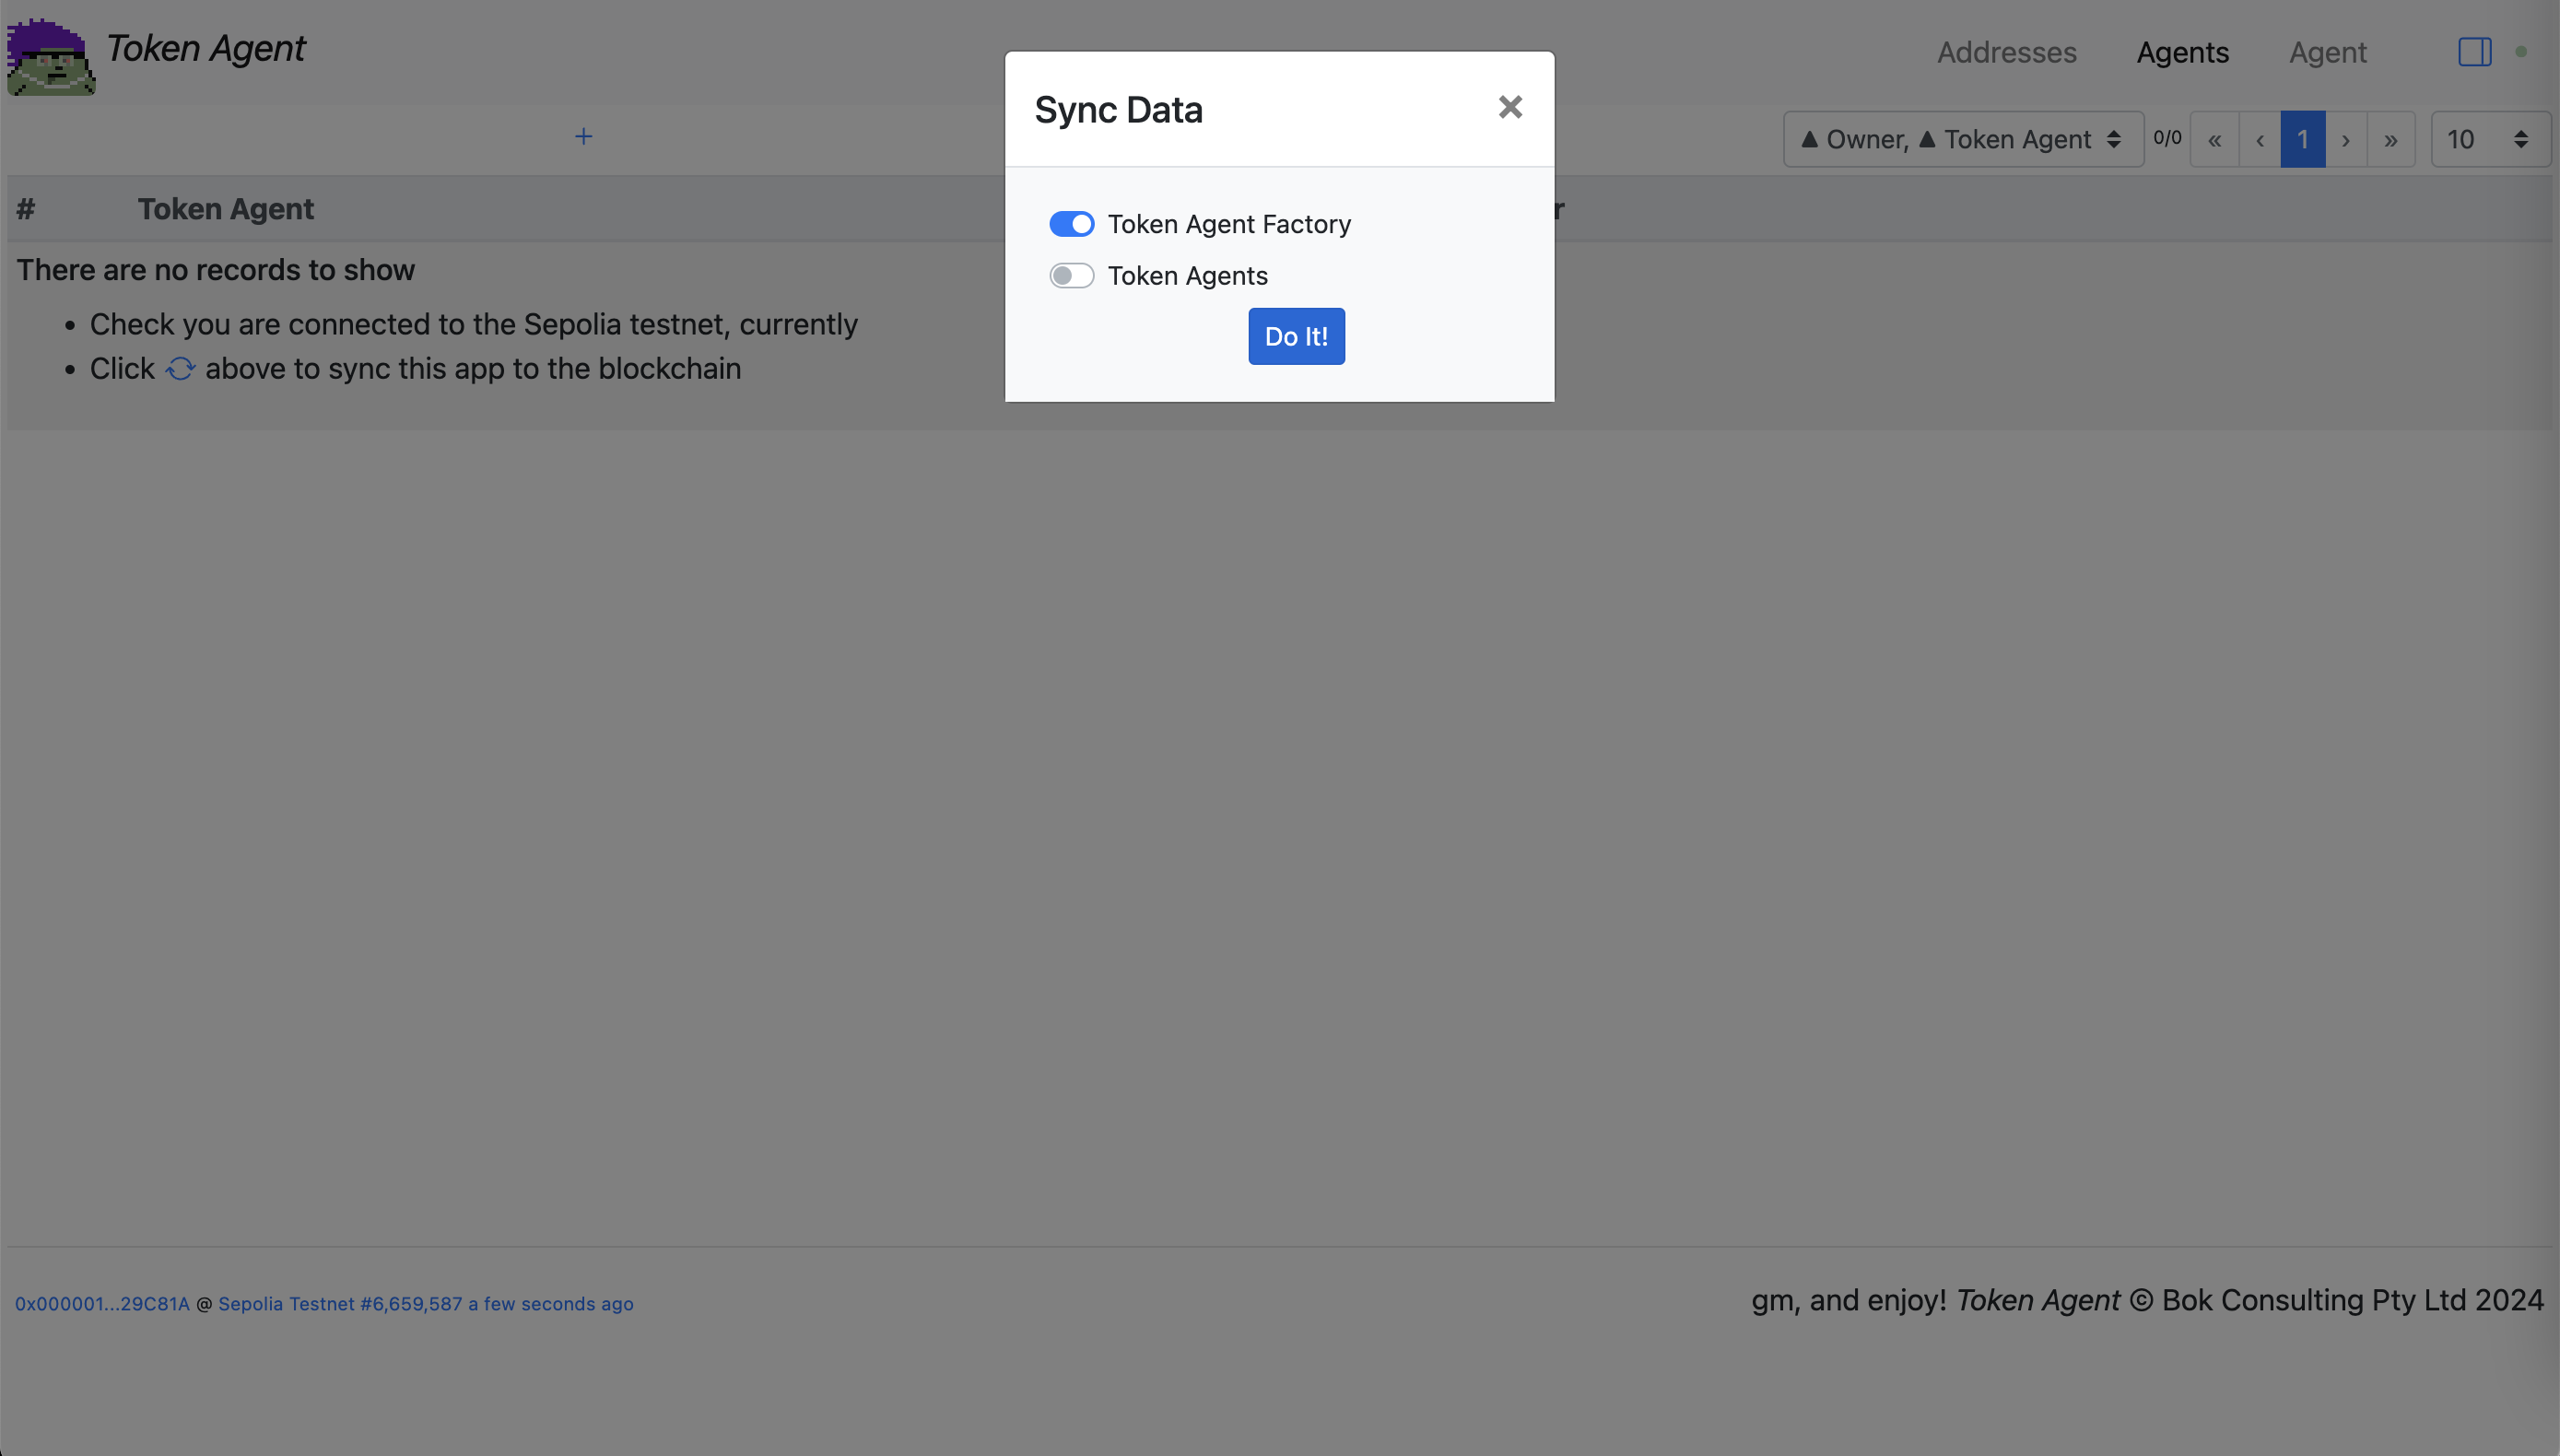 Token Agent
Addresses
Agents
Agent
Sync Data
×
+
▲ Owner, ▲ Token Agent
0/0
«
‹
1
›
»
10
#
Token Agent
r
Token Agent Factory
Token Agents
Do It!
There are no records to show
• Check you are connected to the Sepolia testnet, currently
• Click above to sync this app to the blockchain
0x000001...29C81A @ Sepolia Testnet #6,659,587 a few seconds ago
gm, and enjoy! Token Agent © Bok Consulting Pty Ltd 2024